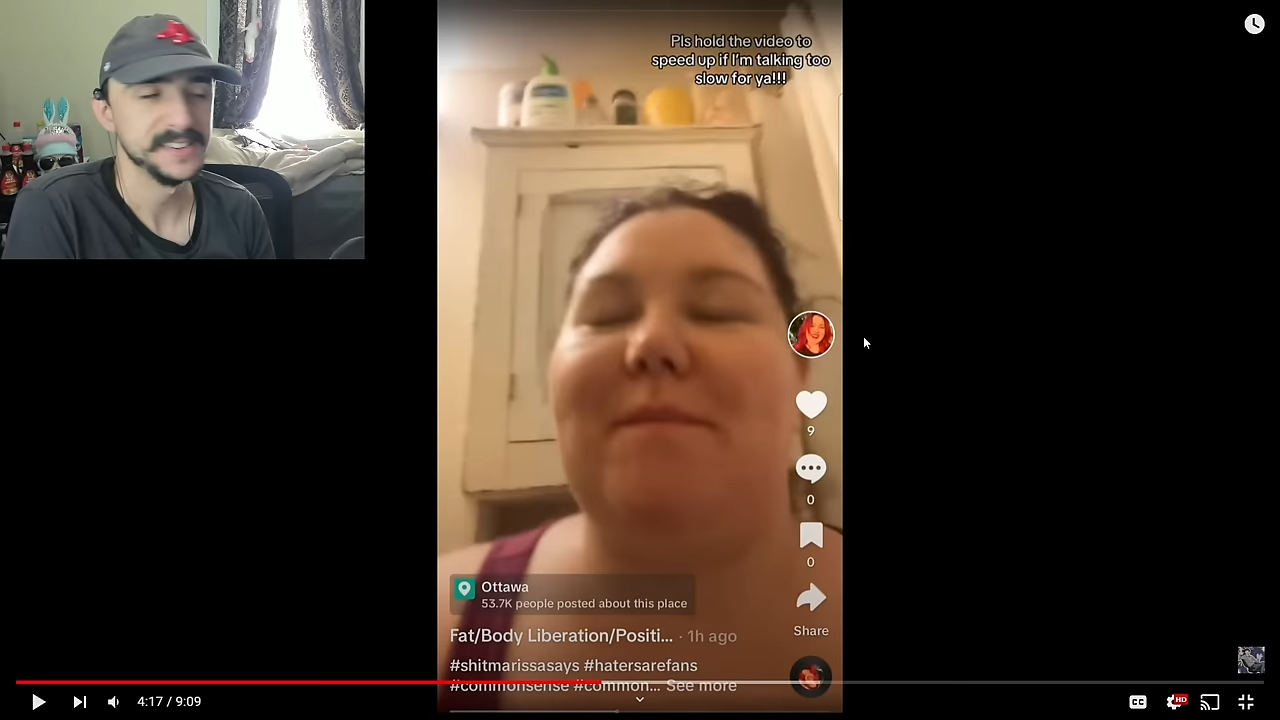 Pls hold the video to
speed up if I'm talking too
slow for ya!!!
9
0
0
Ottawa
53.7K people posted about this place
Share
Fat/Body Liberation/Positi... · 1h ago
#shitmarissasays #hatersarefans
#commonsense #common... See more
4:17 / 9:09
CC
HD